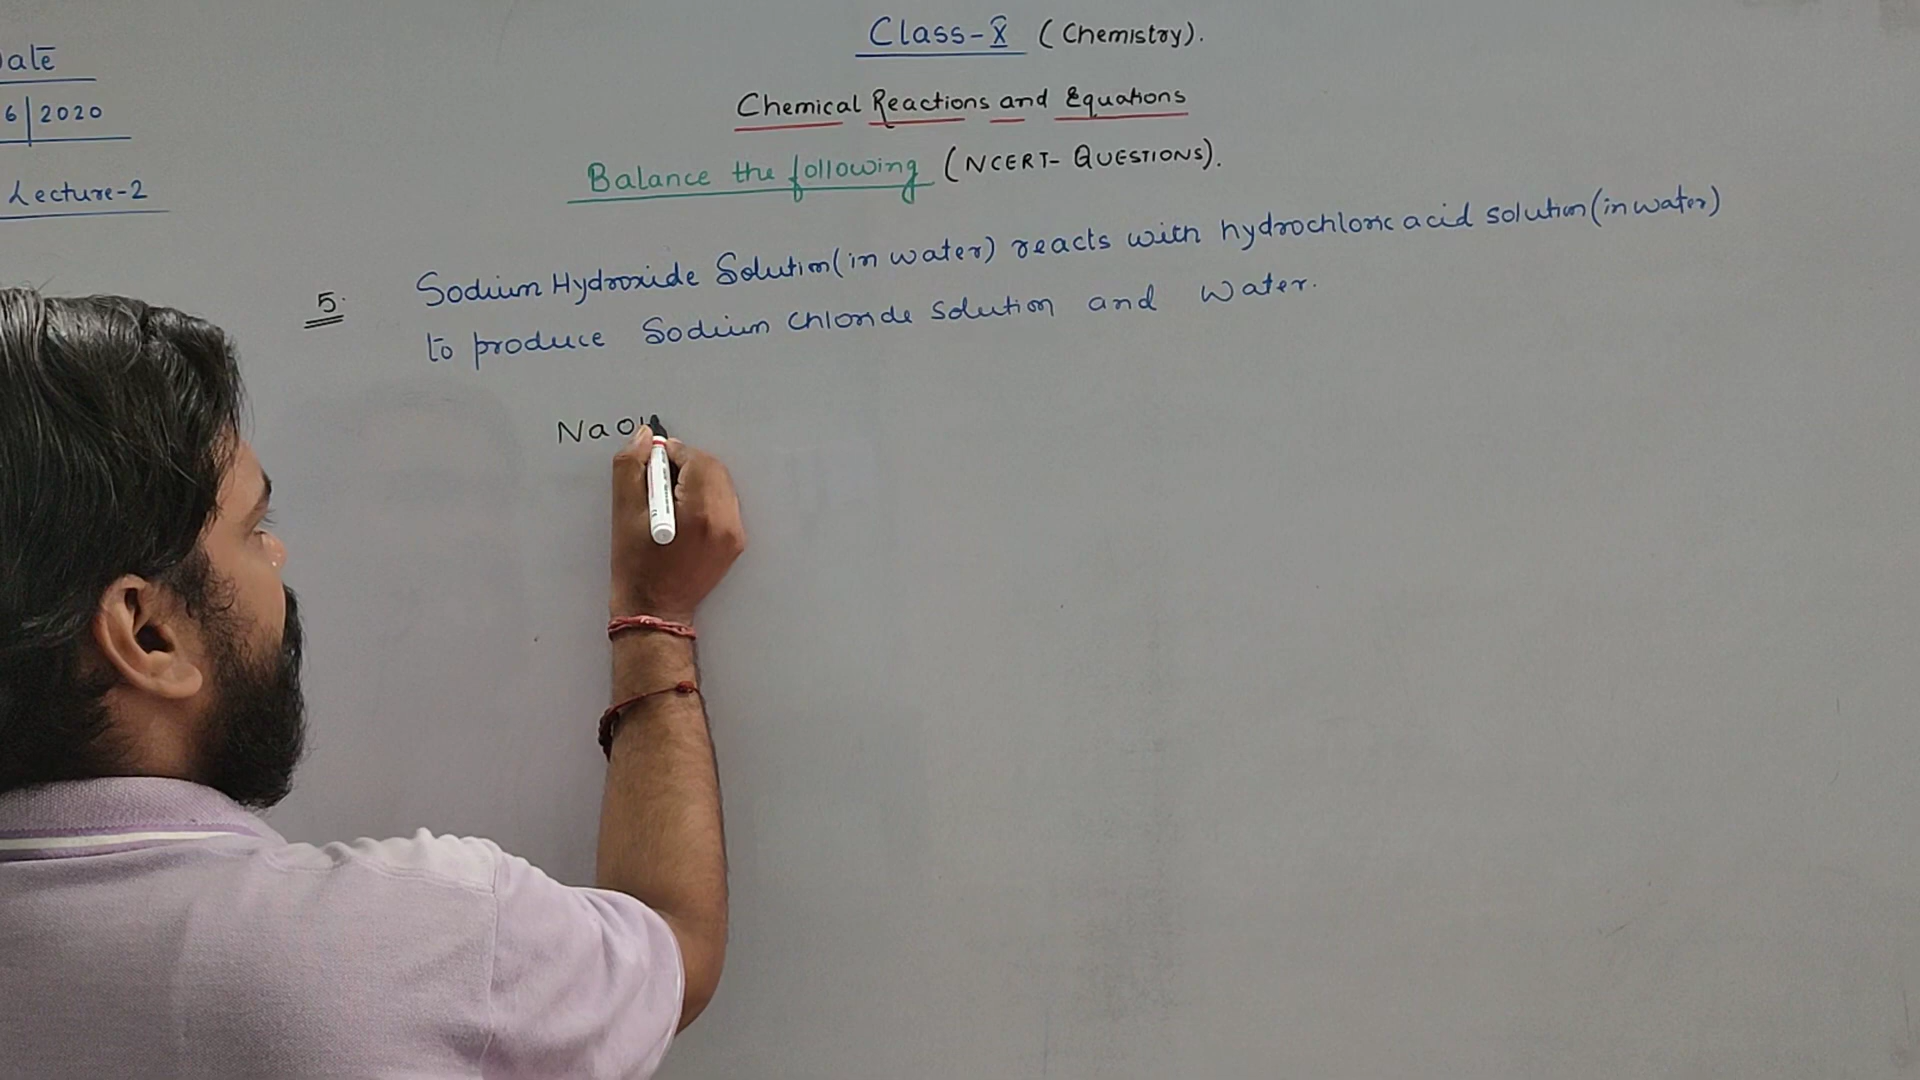 Class-X (Chemistry).
Chemical Reactions and Equations
Balance the following (NCERT- QUESTIONS).
ate
6|2020
Lecture-2
5. Sodium Hydroxide Solution (in water) reacts with hydrochloric acid solution (in water)
to produce Sodium chloride solution and Water.
NaOH